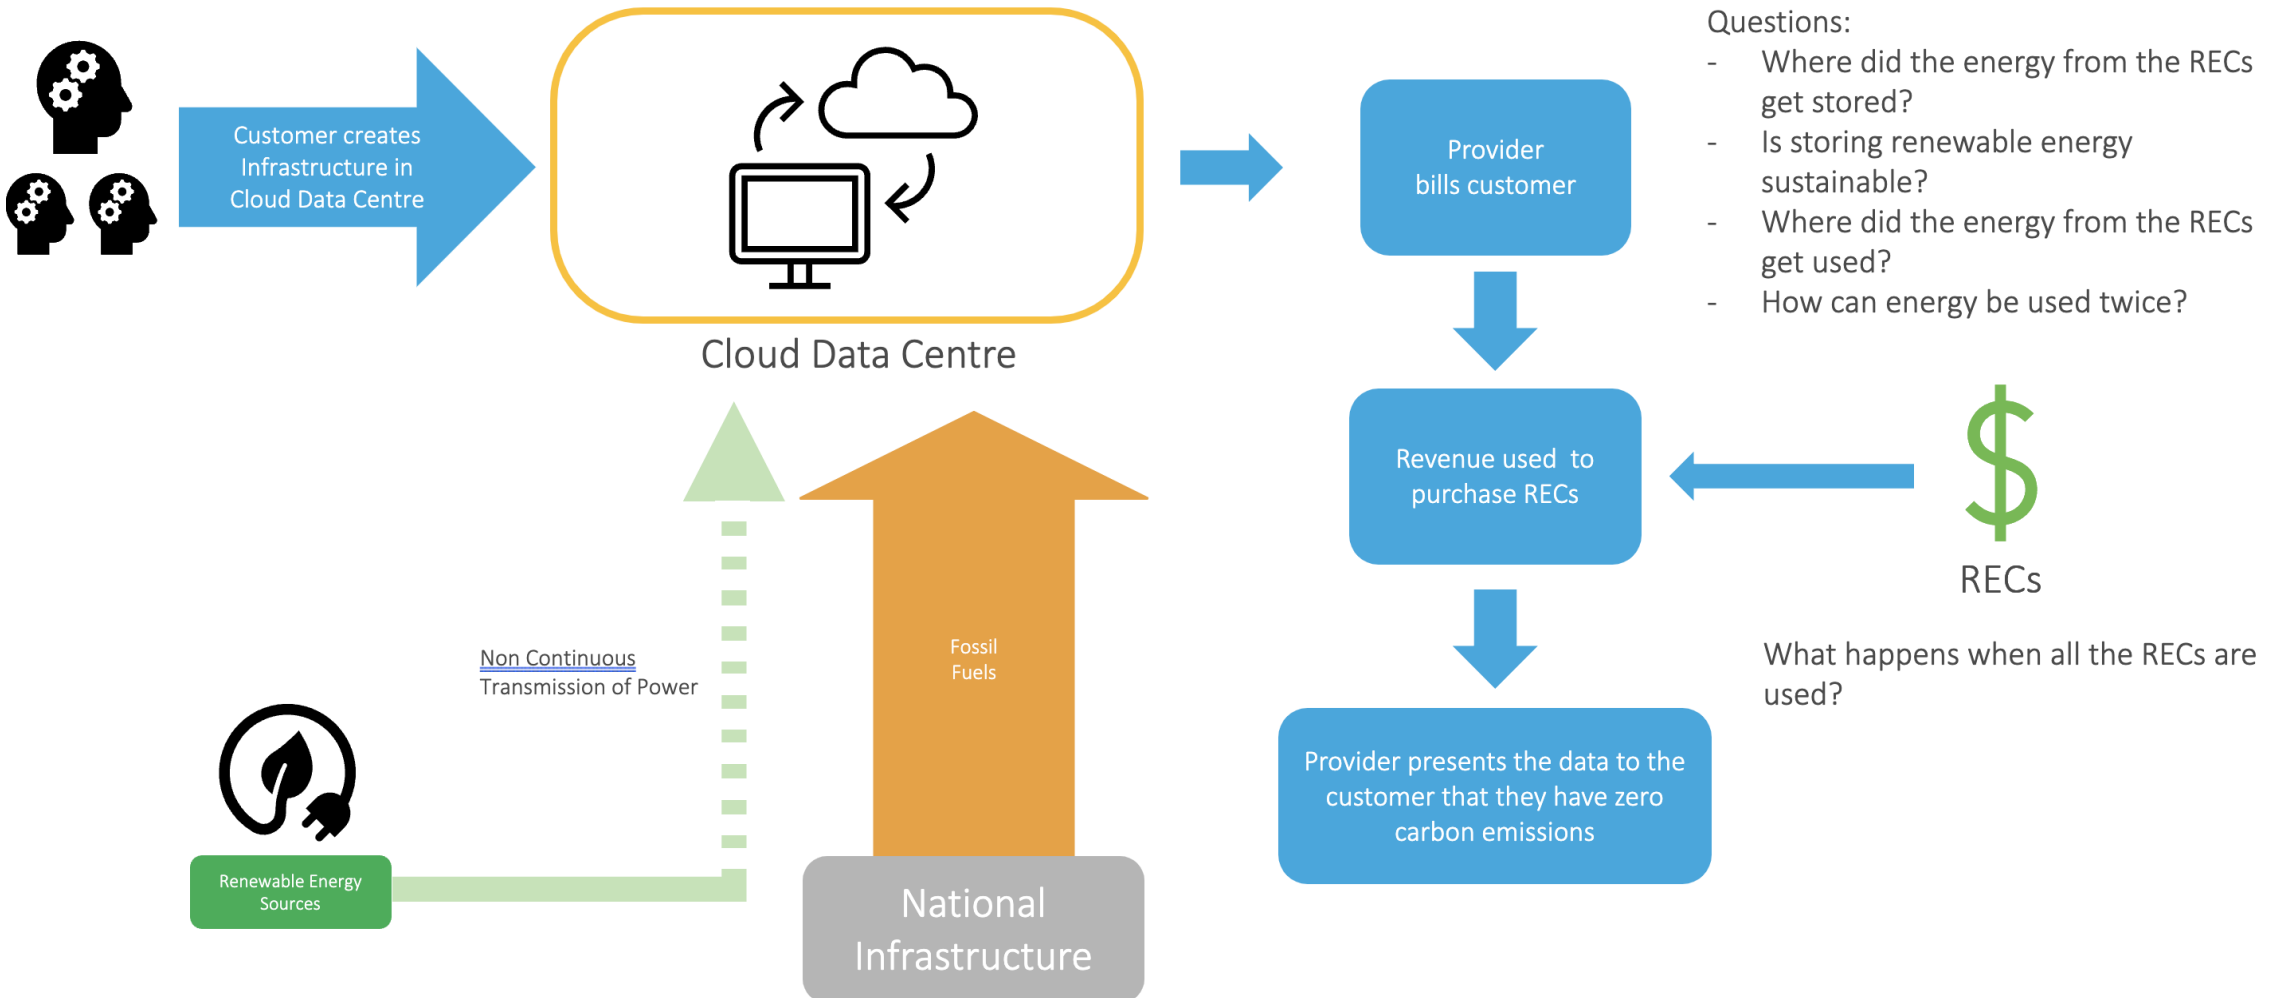 Customer creates
Infrastructure in
Cloud Data Centre
Cloud Data Centre
Provider
bills customer
Questions:
- Where did the energy from the RECs
get stored?
- Is storing renewable energy
sustainable?
- Where did the energy from the RECs
get used?
- How can energy be used twice?
Revenue used to
purchase RECs
RECs
What happens when all the RECs are
used?
Provider presents the data to the
customer that they have zero
carbon emissions
Non Continuous
Transmission of Power
Fossil
Fuels
Renewable Energy
Sources
National
Infrastructure